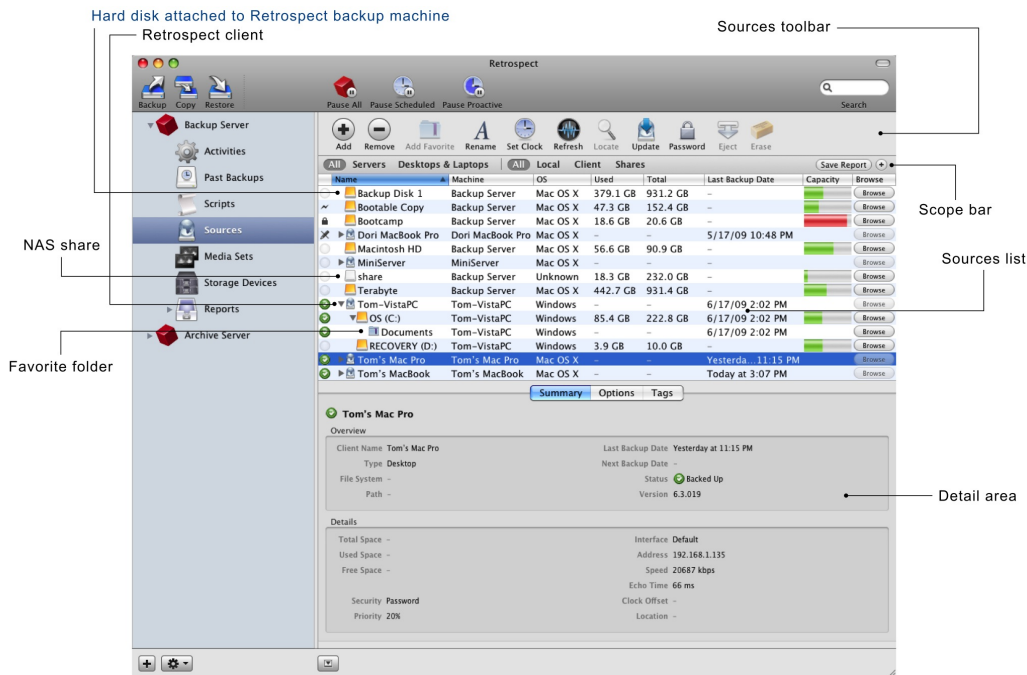 Hard disk attached to Retrospect backup machine
Retrospect client
Sources toolbar
Retrospect
Backup Copy Restore
Pause All Pause Scheduled Pause Proactive
Search
Backup Server
Activities
Past Backups
Scripts
Sources
Media Sets
Storage Devices
Reports
Archive Server
Add Remove Add Favorite Rename Set Clock Refresh Locate Update Password Eject Erase
All Servers Desktops & Laptops All Local Client Shares Save Report +
Name Machine OS Used Total Last Backup Date Capacity Browse
Backup Disk 1 Backup Server Mac OS X 379.1 GB 931.2 GB – Browse
Bootable Copy Backup Server Mac OS X 47.3 GB 152.4 GB – Browse
Bootcamp Backup Server Mac OS X 18.6 GB 20.6 GB – Browse
Dori MacBook Pro Dori MacBook Pro Mac OS X – – 5/17/09 10:48 PM Browse
Macintosh HD Backup Server Mac OS X 56.6 GB 90.9 GB – Browse
MiniServer MiniServer Mac OS X – – – Browse
share Backup Server Unknown 18.3 GB 232.0 GB – Browse
Terabyte Backup Server Mac OS X 442.7 GB 931.4 GB – Browse
Tom-VistaPC Tom-VistaPC Windows – – 6/17/09 2:02 PM Browse
OS (C:) Tom-VistaPC Windows 85.4 GB 222.8 GB 6/17/09 2:02 PM Browse
Documents Tom-VistaPC Windows – – 6/17/09 2:02 PM Browse
RECOVERY (D:) Tom-VistaPC Windows 3.9 GB 10.0 GB – Browse
Tom's Mac Pro Tom's Mac Pro Mac OS X – – Yesterda...11:15 PM Browse
Tom's MacBook Tom's MacBook Mac OS X – – Today at 3:07 PM Browse
Scope bar
Sources list
NAS share
Favorite folder
Summary Options Tags
Tom's Mac Pro
Overview
Client Name Tom's Mac Pro Last Backup Date Yesterday at 11:15 PM
Type Desktop Next Backup Date –
File System – Status Backed Up
Path – Version 6.3.019
Detail area
Details
Total Space – Interface Default
Used Space – Address 192.168.1.135
Free Space – Speed 20687 kbps
Echo Time 66 ms
Security Password Clock Offset –
Priority 20% Location –